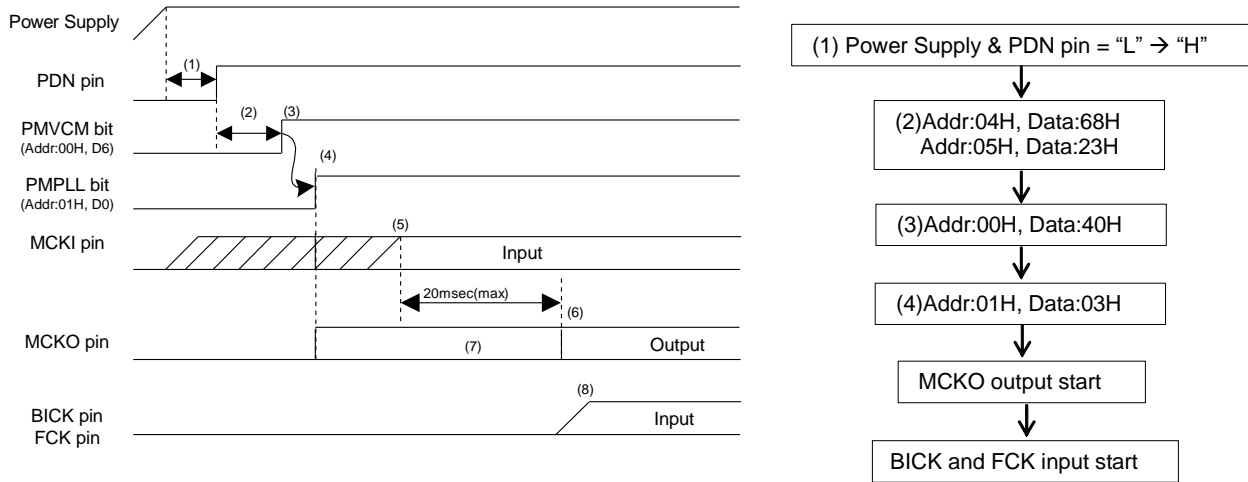 Power Supply
(1)
PDN pin
(2)
(3)
PMVCM bit
(Addr:00H, D6)
(4)
PMPLL bit
(Addr:01H, D0)
(5)
MCKI pin
Input
20msec(max)
(6)
MCKO pin
(7)
Output
(8)
BICK pin
FCK pin
Input
(1) Power Supply & PDN pin = “L” → “H”
(2)Addr:04H, Data:68H
Addr:05H, Data:23H
(3)Addr:00H, Data:40H
(4)Addr:01H, Data:03H
MCKO output start
BICK and FCK input start